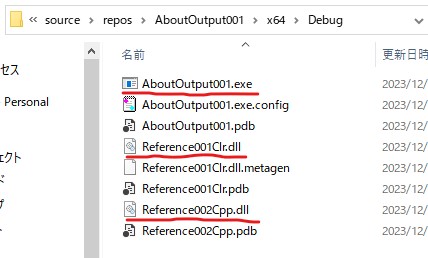 « source › repos › AboutOutput001 › x64 › Debug ›
名前
更新日時
セス
Personal
ェクト
ド
プ
AboutOutput001.exe 2023/12/
AboutOutput001.exe.config 2023/12/
AboutOutput001.pdb 2023/12/
Reference001Clr.dll 2023/12/
Reference001Clr.dll.metagen 2023/12/
Reference001Clr.pdb 2023/12/
Reference002Cpp.dll 2023/12/
Reference002Cpp.pdb 2023/12/